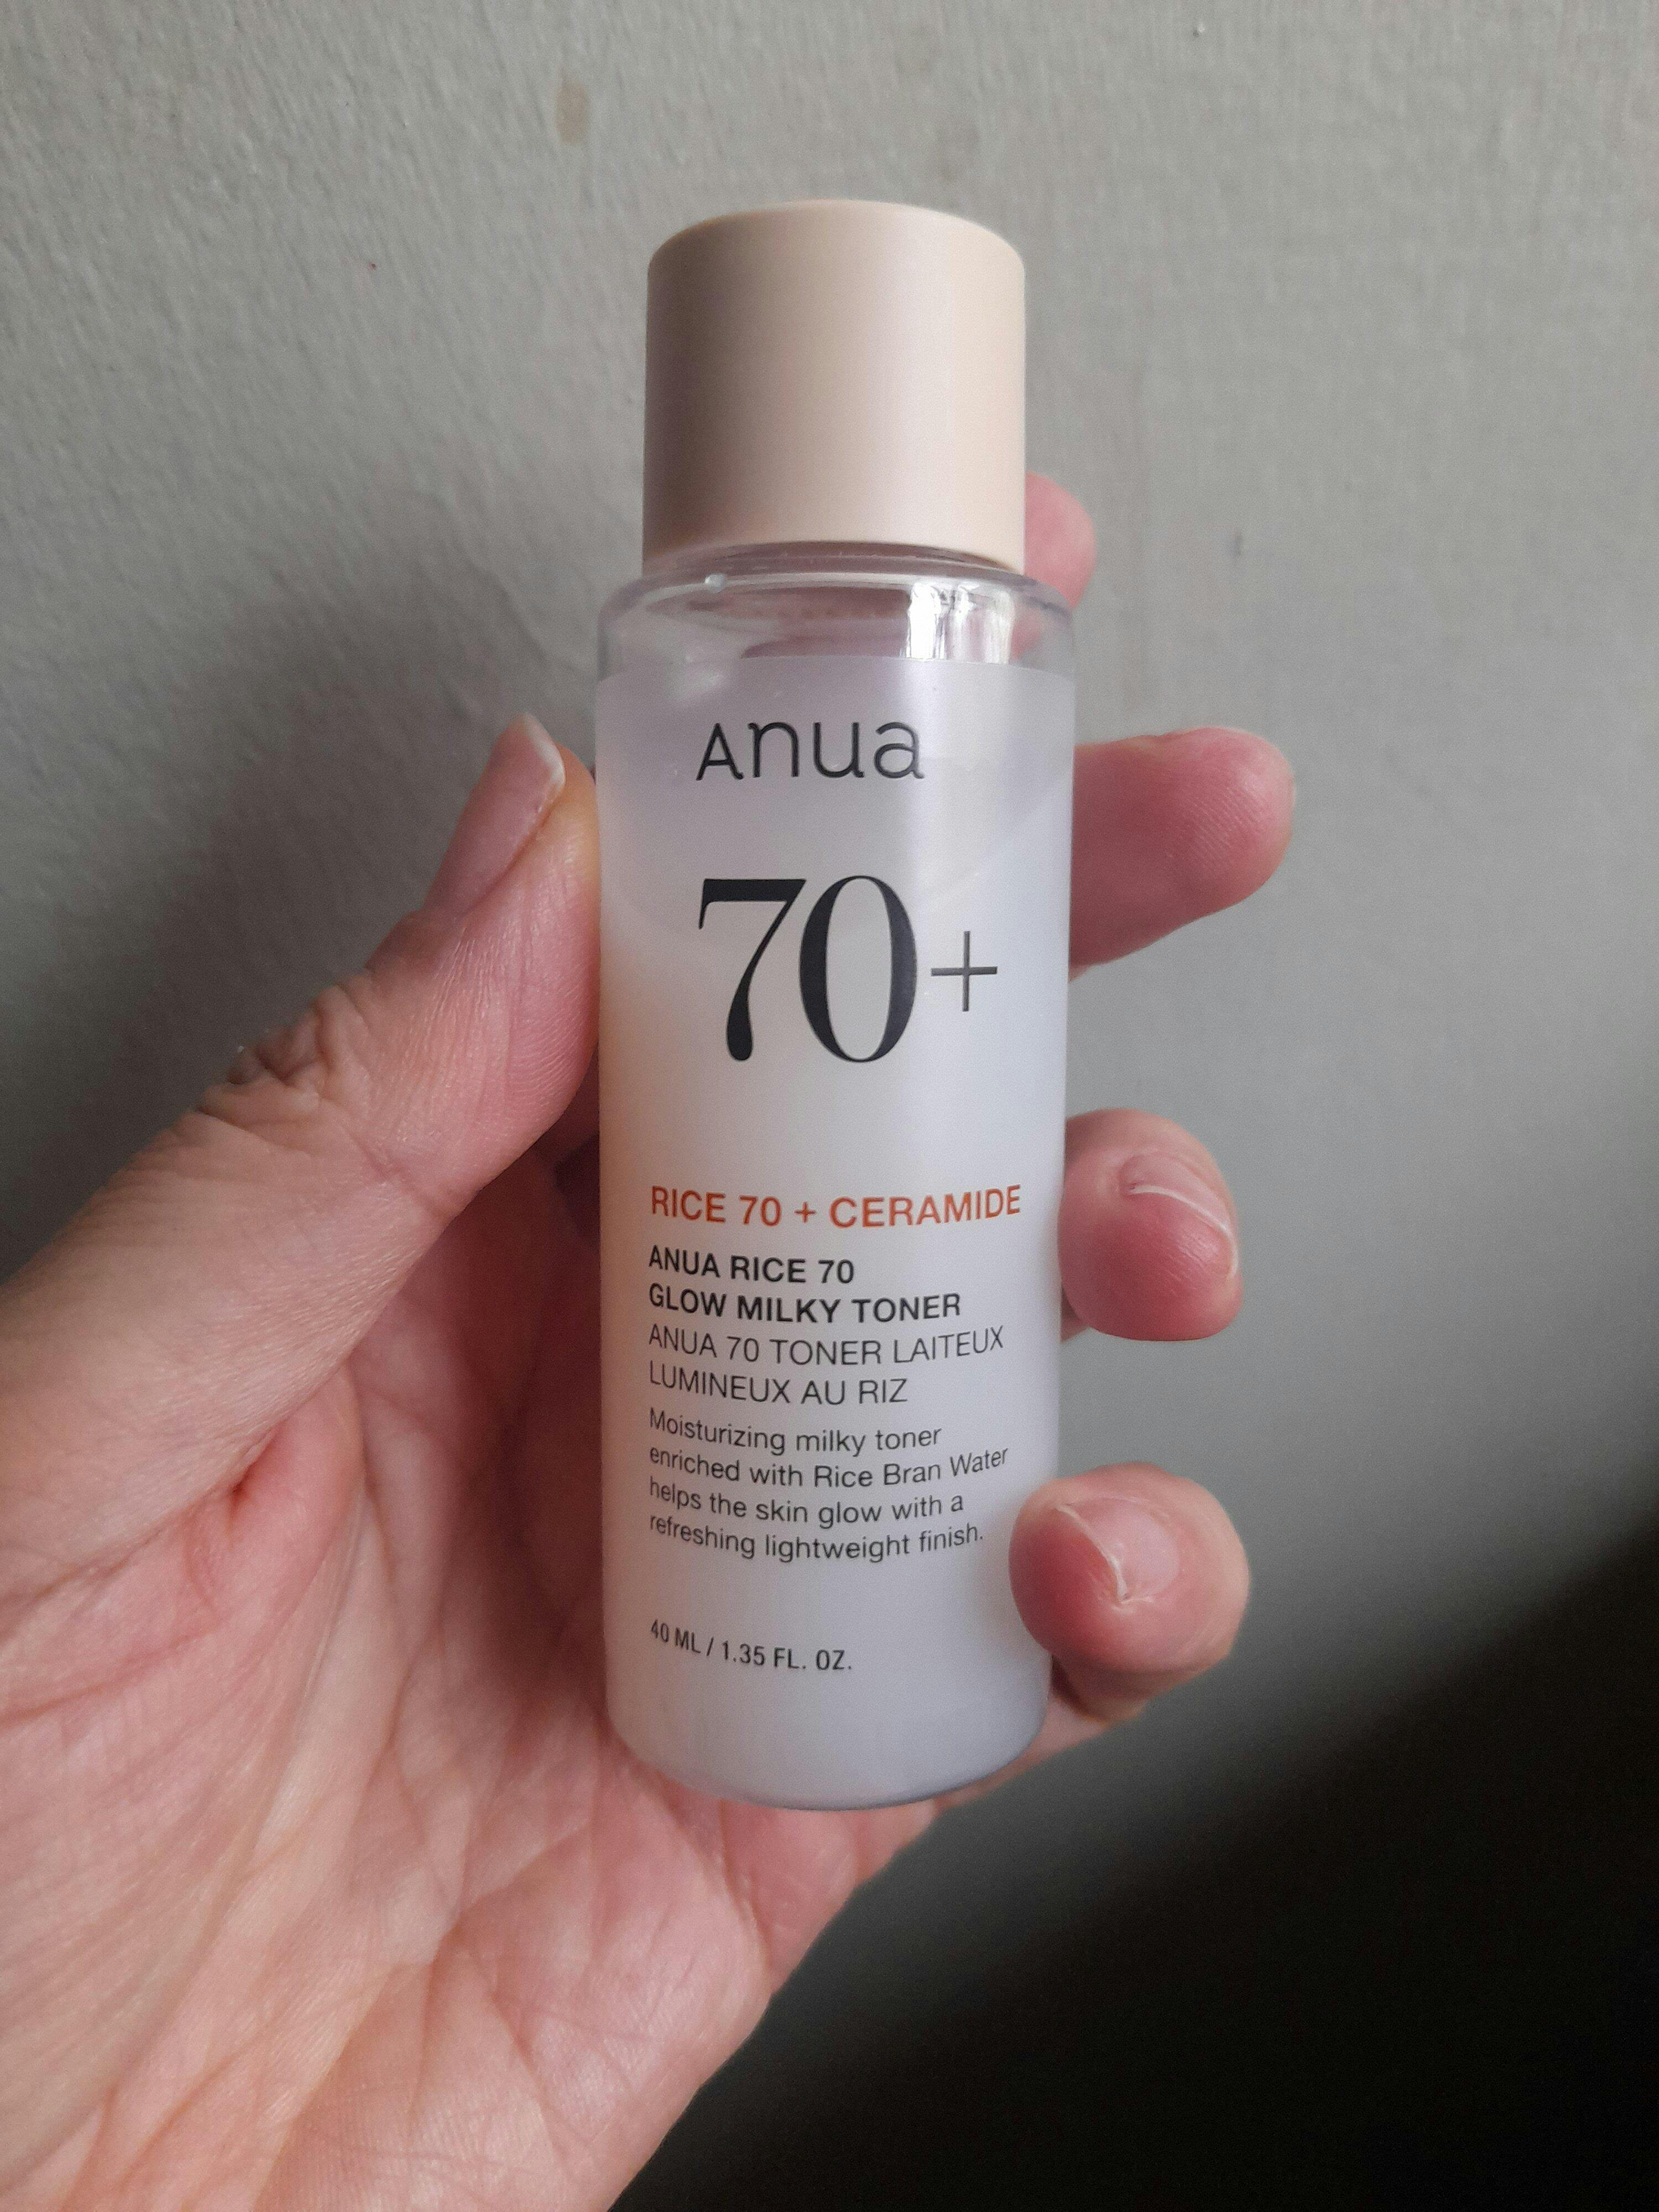 Anua
70+
RICE 70 + CERAMIDE
ANUA RICE 70
GLOW MILKY TONER
ANUA 70 TONER LAITEUX
LUMINEUX AU RIZ
Moisturizing milky toner
enriched with Rice Bran Water
helps the skin glow with a
refreshing lightweight finish.
40 ML / 1.35 FL. OZ.